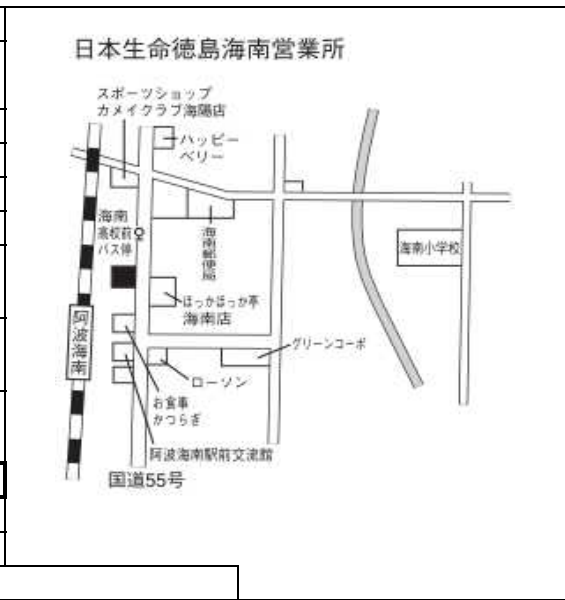 日本生命徳島海南営業所
スポーツショップ
カメイクラブ海陽店
ハッピー
ベリー
海南
高校前
バス停
海南郵便局
海南小学校
ほっかほっか亭
海南店
阿波海南
グリーンコーポ
ローソン
お食事
かつらぎ
阿波海南駅前交流館
国道55号